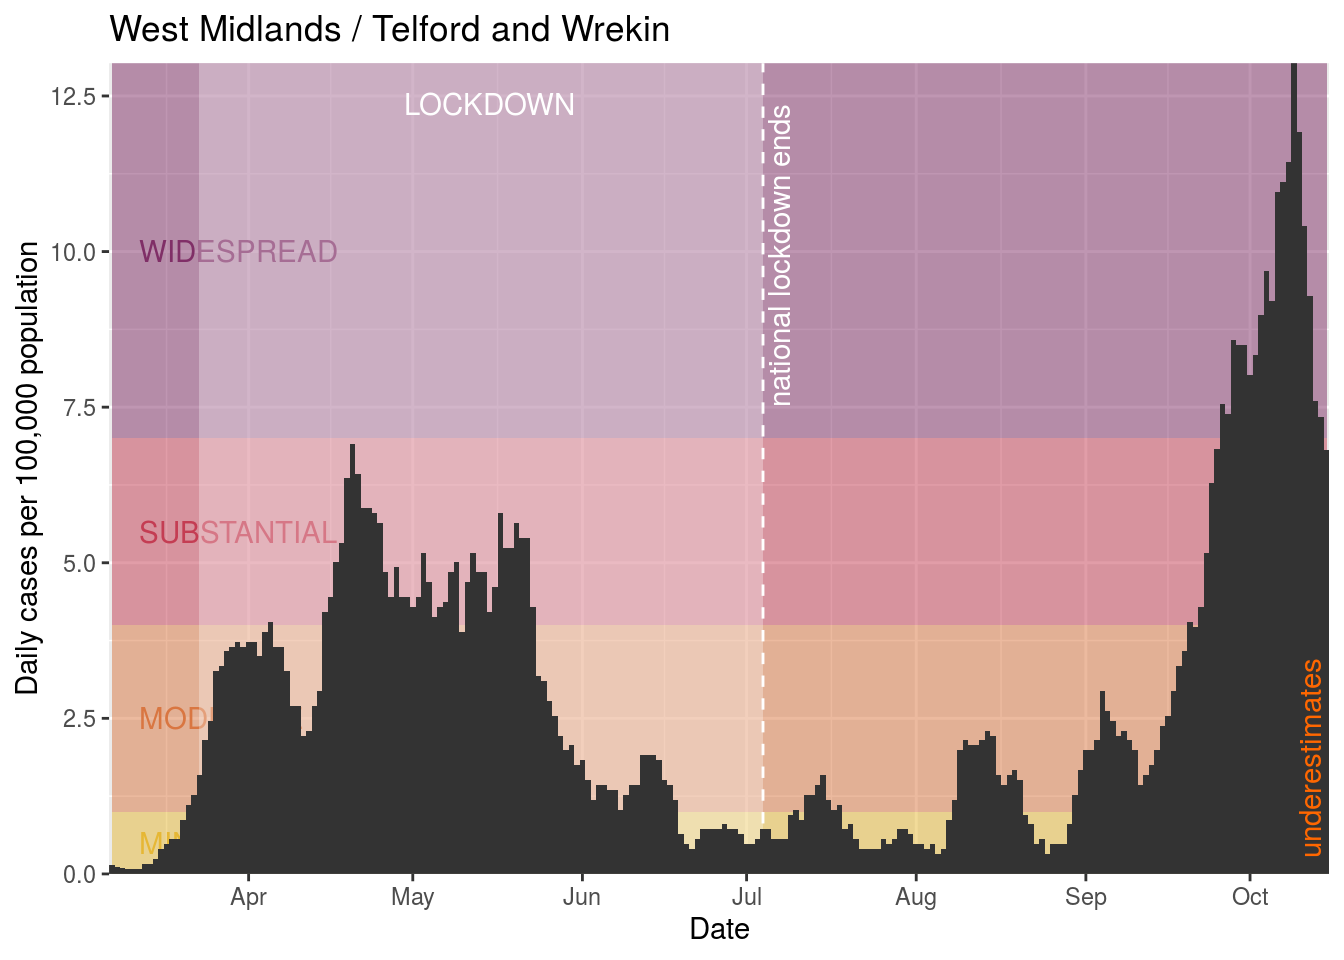 West Midlands / Telford and Wrekin
Daily cases per 100,000 population
12.5
10.0
7.5
5.0
2.5
0.0
LOCKDOWN
WIDESPREAD
SUBSTANTIAL
national lockdown ends
underestimates
Apr
May
Jun
Jul
Aug
Sep
Oct
Date